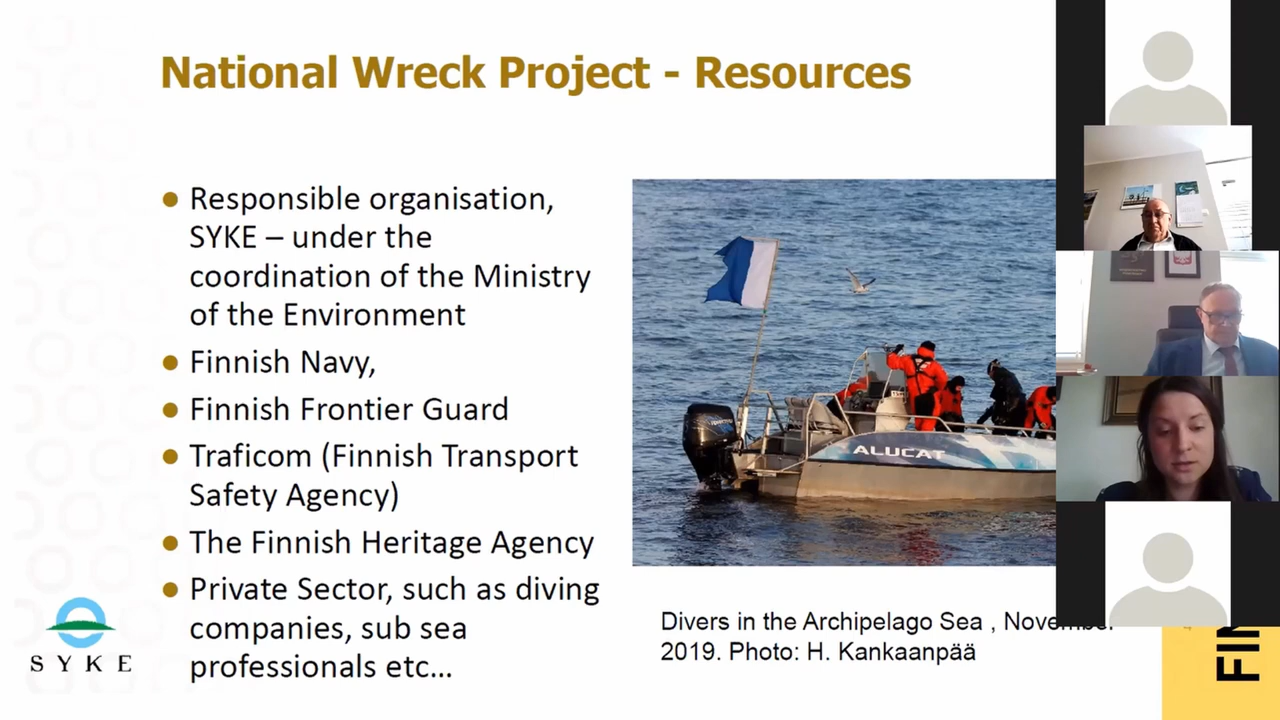 National Wreck Project - Resources
● Responsible organisation,
SYKE – under the
coordination of the Ministry
of the Environment
● Finnish Navy,
● Finnish Frontier Guard
● Traficom (Finnish Transport
Safety Agency)
● The Finnish Heritage Agency
● Private Sector, such as diving
companies, sub sea
professionals etc...
ALUCAT
Divers in the Archipelago Sea , November
2019. Photo: H. Kankaanpää
SYKE
FIN